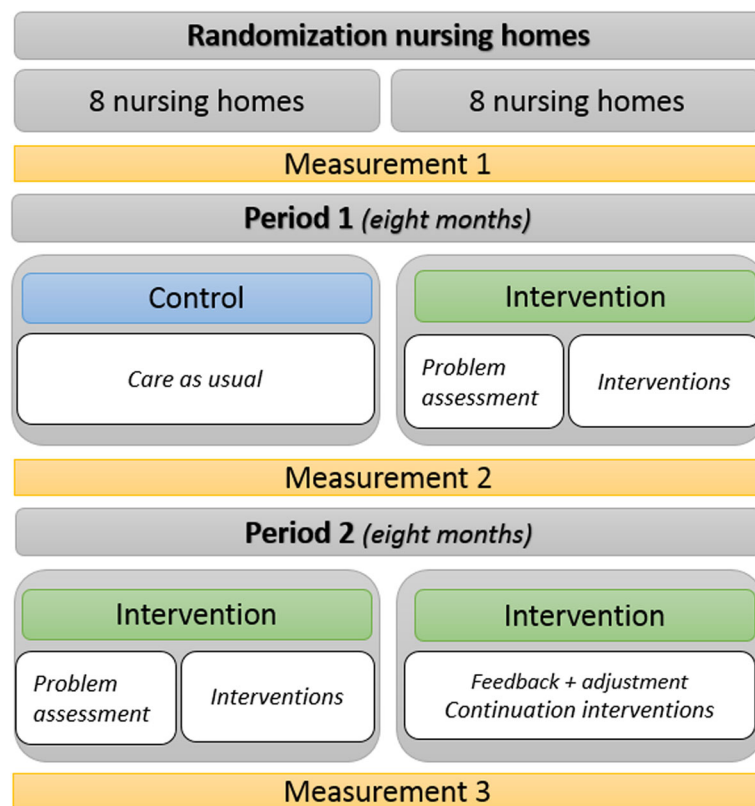 Randomization nursing homes
8 nursing homes
8 nursing homes
Measurement 1
Period 1 (eight months)
Control
Care as usual
Intervention
Problem
assessment
Interventions
Measurement 2
Period 2 (eight months)
Intervention
Problem
assessment
Interventions
Intervention
Feedback + adjustment
Continuation interventions
Measurement 3